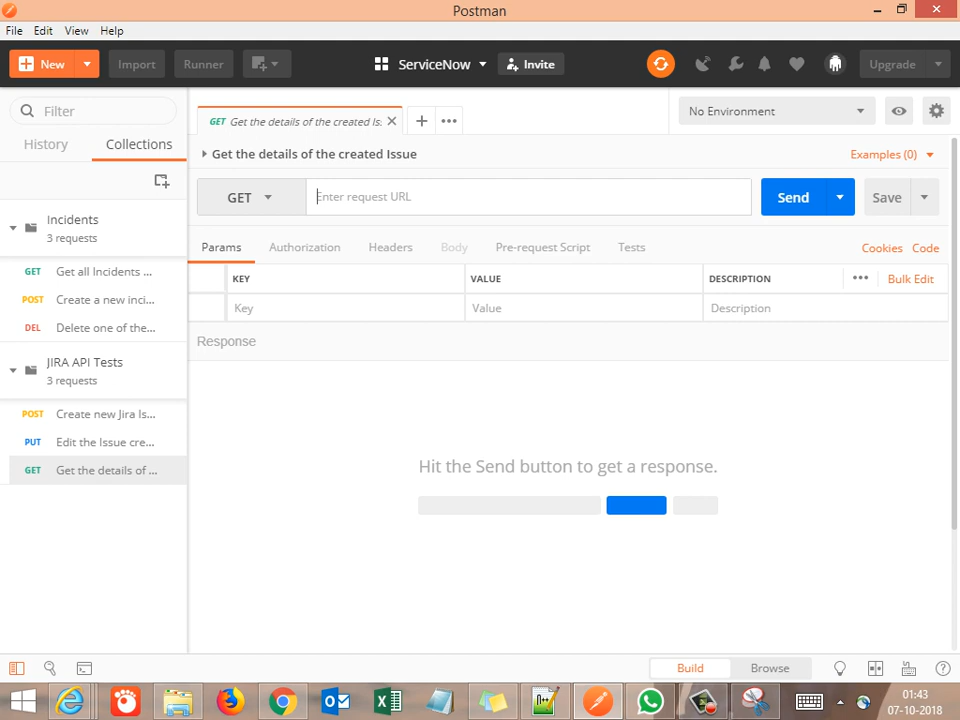 Postman
File Edit View Help
New Import Runner ServiceNow Invite Upgrade
Filter
History Collections
Incidents
3 requests
GET Get all Incidents ...
POST Create a new inci...
DEL Delete one of the...
JIRA API Tests
3 requests
POST Create new Jira Is...
PUT Edit the Issue cre...
GET Get the details of ...
GET Get the details of the created Is:
No Environment
Get the details of the created Issue
Examples (0)
GET Enter request URL Send Save
Params Authorization Headers Body Pre-request Script Tests Cookies Code
KEY VALUE DESCRIPTION Bulk Edit
Key Value Description
Response
Hit the Send button to get a response.
Build Browse
01:43
07-10-2018